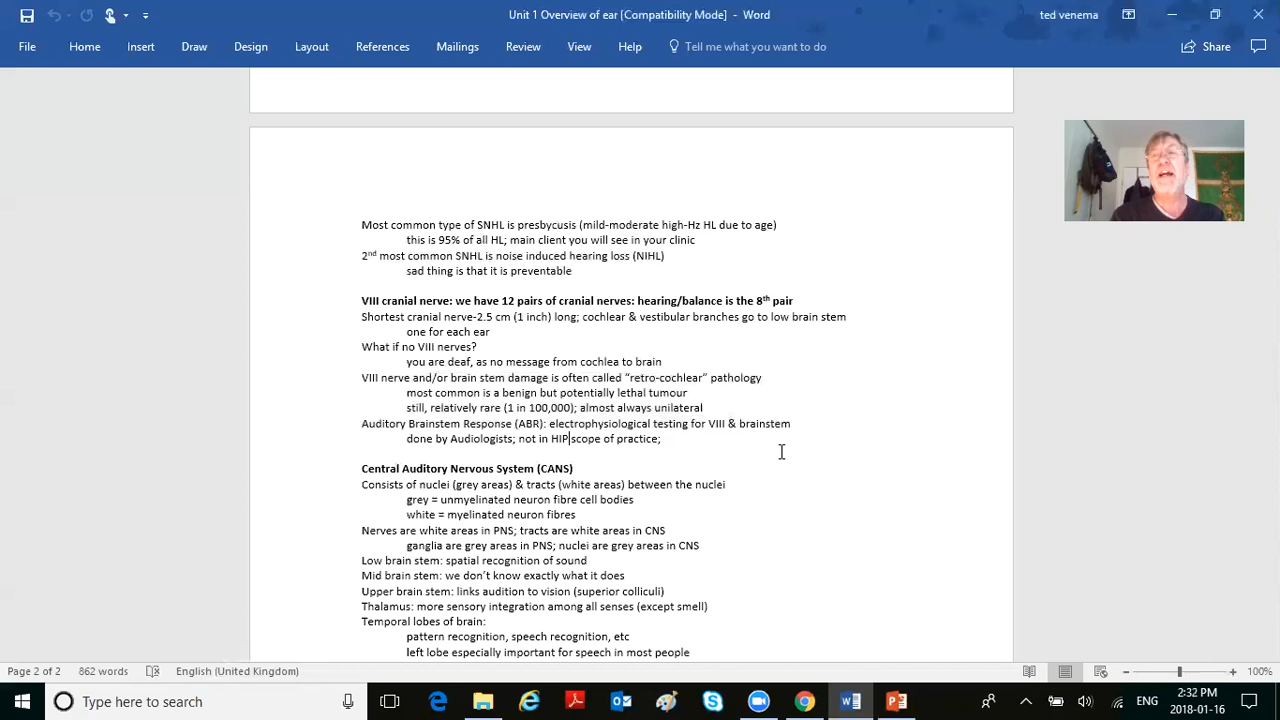 Unit 1 Overview of ear [Compatibility Mode] - Word
ted venema
File Home Insert Draw Design Layout References Mailings Review View Help Tell me what you want to do Share
Most common type of SNHL is presbycusis (mild-moderate high-Hz HL due to age)
this is 95% of all HL; main client you will see in your clinic
2nd most common SNHL is noise induced hearing loss (NIHL)
sad thing is that it is preventable
VIII cranial nerve: we have 12 pairs of cranial nerves: hearing/balance is the 8th pair
Shortest cranial nerve-2.5 cm (1 inch) long; cochlear & vestibular branches go to low brain stem
one for each ear
What if no VIII nerves?
you are deaf, as no message from cochlea to brain
VIII nerve and/or brain stem damage is often called “retro-cochlear” pathology
most common is a benign but potentially lethal tumour
still, relatively rare (1 in 100,000); almost always unilateral
Auditory Brainstem Response (ABR): electrophysiological testing for VIII & brainstem
done by Audiologists; not in HIP scope of practice;
Central Auditory Nervous System (CANS)
Consists of nuclei (grey areas) & tracts (white areas) between the nuclei
grey = unmyelinated neuron fibre cell bodies
white = myelinated neuron fibres
Nerves are white areas in PNS; tracts are white areas in CNS
ganglia are grey areas in PNS; nuclei are grey areas in CNS
Low brain stem: spatial recognition of sound
Mid brain stem: we don’t know exactly what it does
Upper brain stem: links audition to vision (superior colliculi)
Thalamus: more sensory integration among all senses (except smell)
Temporal lobes of brain:
pattern recognition, speech recognition, etc
left lobe especially important for speech in most people
Page 2 of 2 862 words English (United Kingdom) 100%
Type here to search
ENG
2:32 PM
2018-01-16